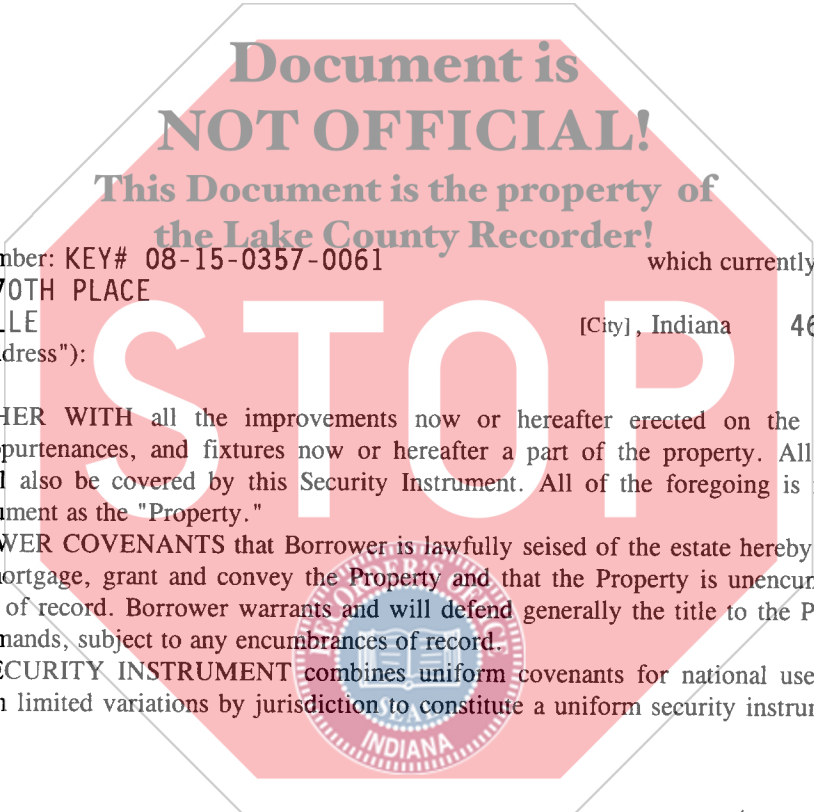 Document is
NOT OFFICIAL!
This Document is the property of
the Lake County Recorder!
mber: KEY# 08-15-0357-0061 which currently
70TH PLACE
LLE [City], Indiana 46
dress"):
STOP
HER WITH all the improvements now or hereafter erected on the
ppurtenances, and fixtures now or hereafter a part of the property. All
l also be covered by this Security Instrument. All of the foregoing is
ument as the "Property."
WER COVENANTS that Borrower is lawfully seised of the estate hereby
ortgage, grant and convey the Property and that the Property is unencum
of record. Borrower warrants and will defend generally the title to the P
mands, subject to any encumbrances of record.
ECURITY INSTRUMENT combines uniform covenants for national use
n limited variations by jurisdiction to constitute a uniform security instrum
RECORDER'S OFFICE
SEAL
INDIANA